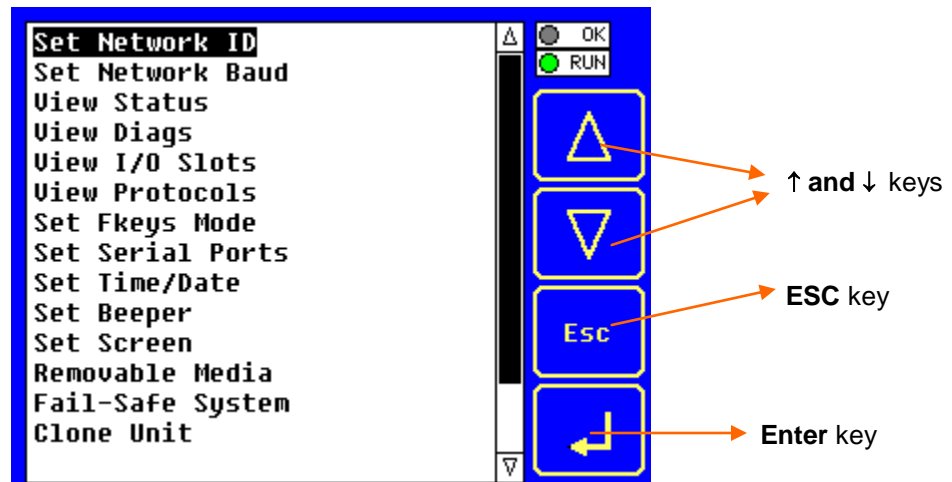 Set Network ID
Set Network Baud
View Status
View Diags
View I/O Slots
View Protocols
Set Fkeys Mode
Set Serial Ports
Set Time/Date
Set Beeper
Set Screen
Removable Media
Fail-Safe System
Clone Unit
OK
RUN
Esc
↑ and ↓ keys
ESC key
Enter key